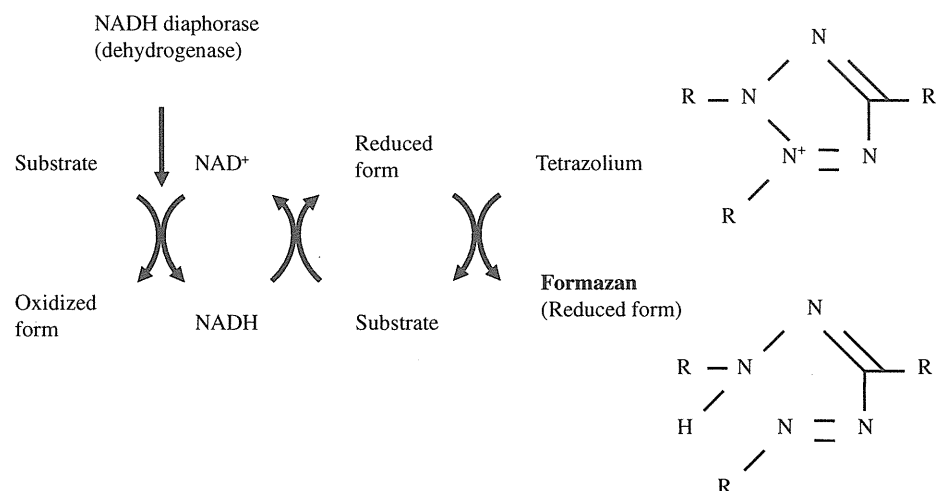 NADH diaphorase
(dehydrogenase)
Substrate
NAD⁺
Reduced
form
Tetrazolium
Oxidized
form
NADH
Substrate
Formazan
(Reduced form)
N
R N R
N⁺ N
R
N
R N R
H N N
R